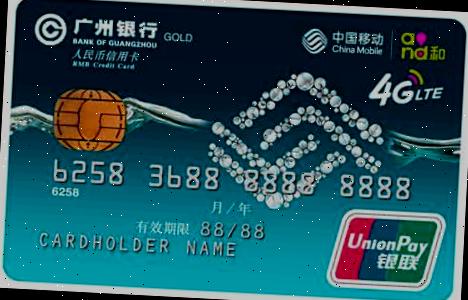 广州银行 GOLD
BANK OF GUANGZHOU
人民币信用卡
RMB Credit Card
中国移动
China Mobile
and和
4G LTE
6258 3688 8888 8888
6258
月/年
有效期限 88/88
CARDHOLDER NAME
UnionPay
银联